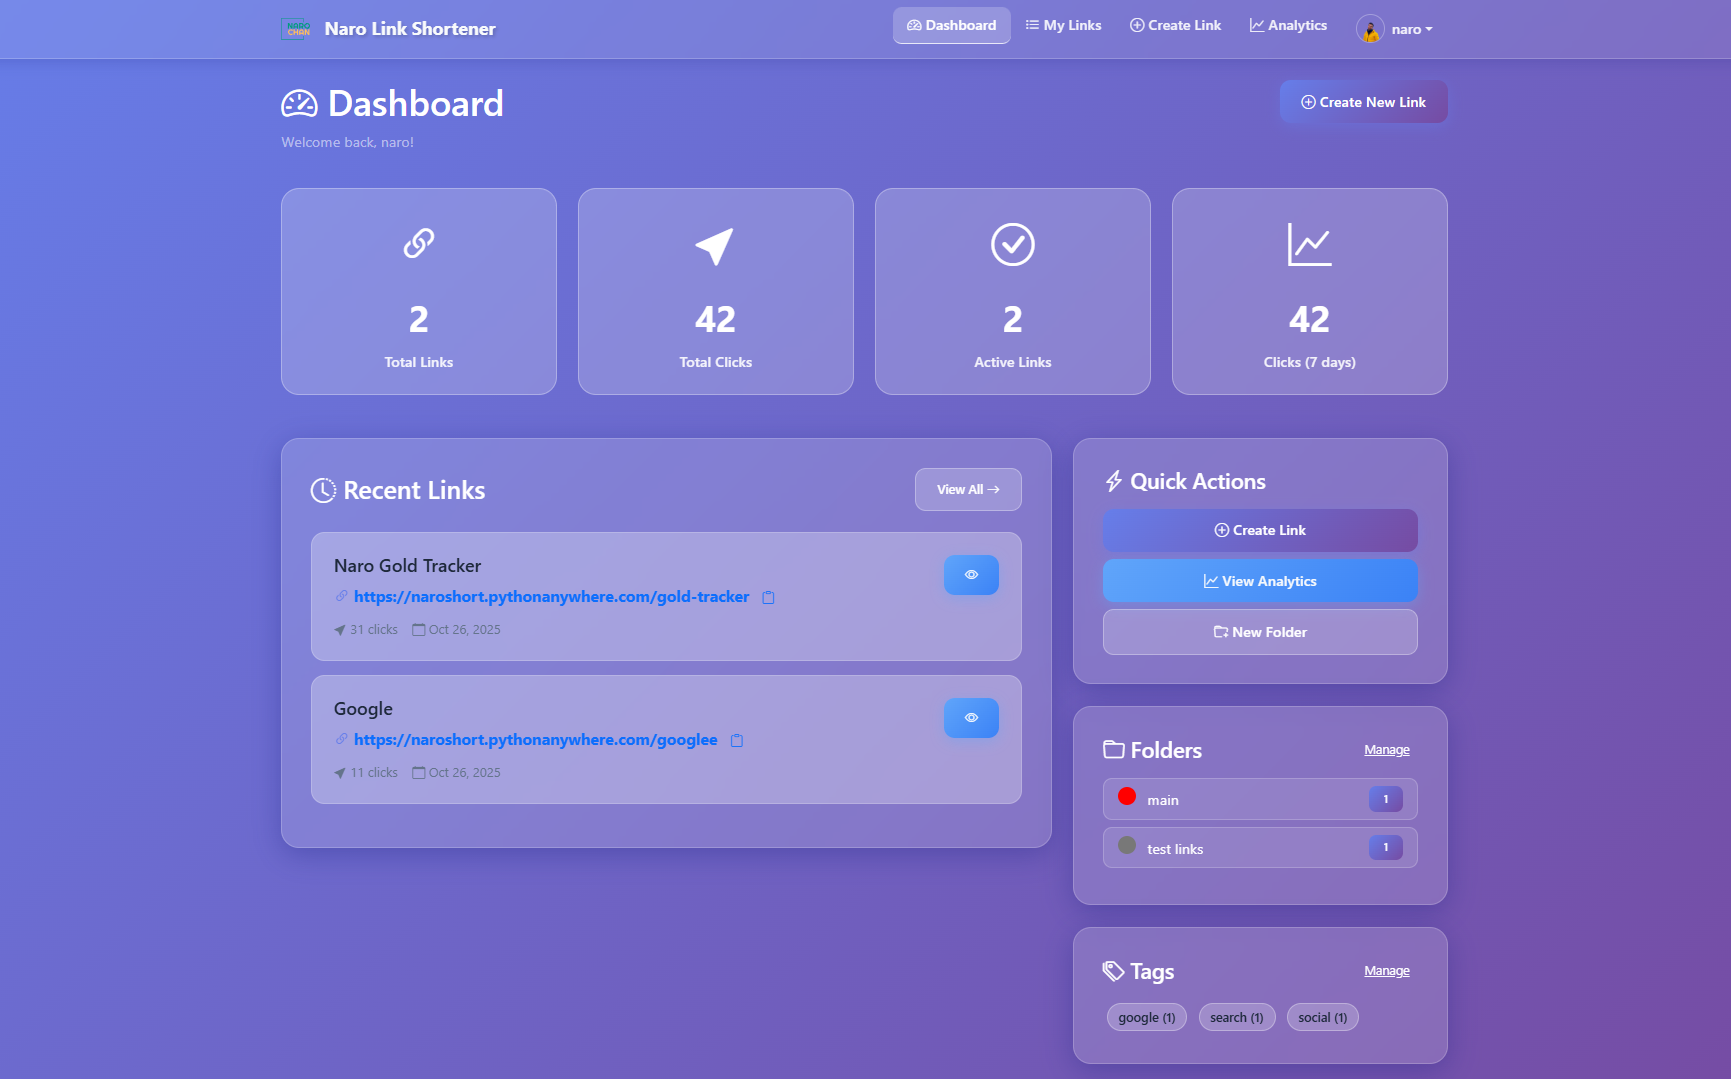 NARO
CHAN
Naro Link Shortener
Dashboard
My Links
Create Link
Analytics
naro
Dashboard
Create New Link
Welcome back, naro!
2
Total Links
42
Total Clicks
2
Active Links
42
Clicks (7 days)
Recent Links
View All →
Naro Gold Tracker
https://naroshort.pythonanywhere.com/gold-tracker
31 clicks Oct 26, 2025
Google
https://naroshort.pythonanywhere.com/googlee
11 clicks Oct 26, 2025
Quick Actions
Create Link
View Analytics
New Folder
Folders
Manage
main 1
test links 1
Tags
Manage
google (1) search (1) social (1)